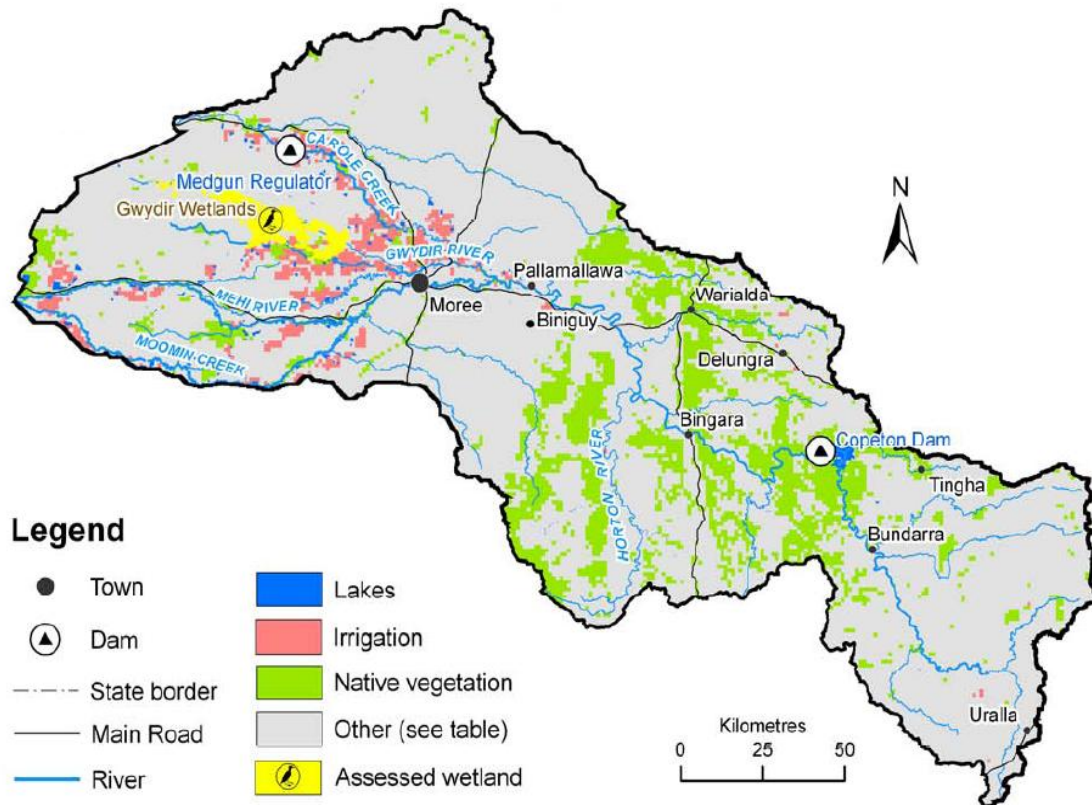 CAROLE CREEK
Medgun Regulator
Gwydir Wetlands
N
GWYDIR RIVER
Pallamallawa
Warialda
Moree
MEHI RIVER
Biniguy
Delungra
MOOMIN CREEK
Bingara
Copeton Dam
HORTON RIVER
Tingha
Bundarra
Uralla
Legend
Town
Dam
State border
Main Road
River
Lakes
Irrigation
Native vegetation
Other (see table)
Assessed wetland
Kilometres
0 25 50